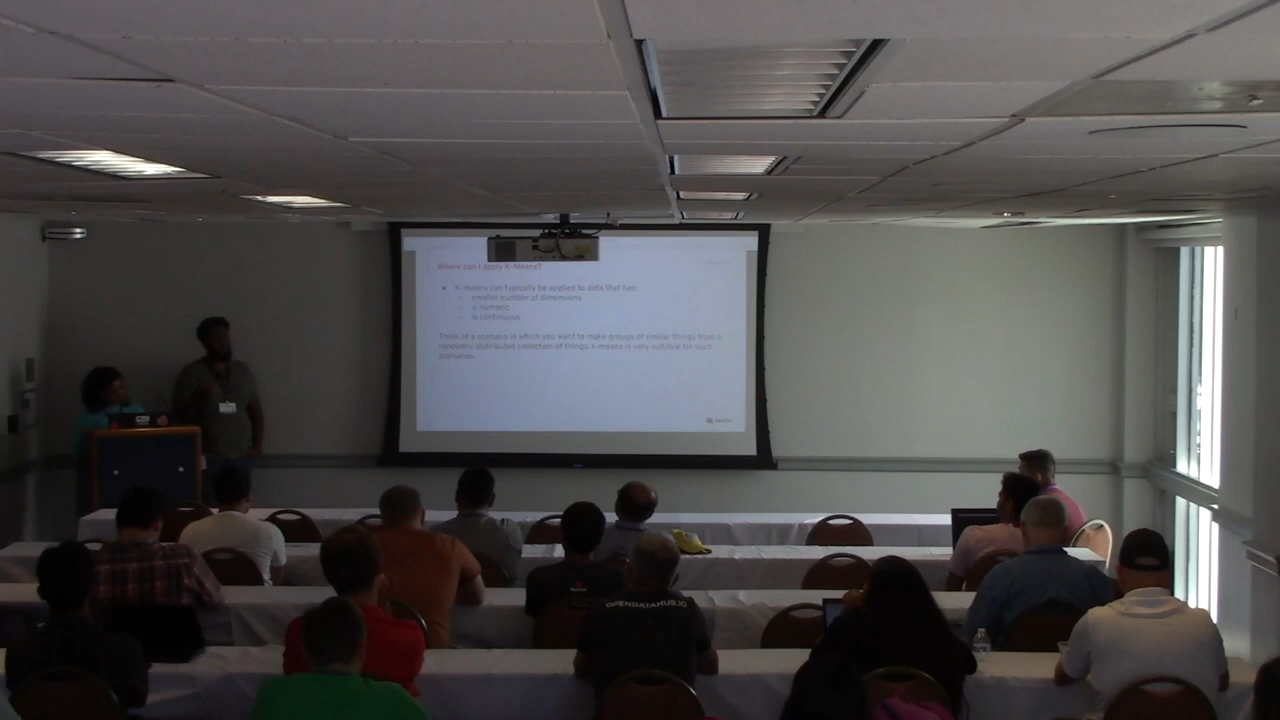 Where can I apply K-Means?
K-means can typically be applied to data that has:
smaller number of dimensions
is numeric
is continuous
Think of a scenario in which you want to make groups of similar things from a
randomly distributed collection of things; k-means is very suitable for such
scenarios.
OPENDATAHUB.IO